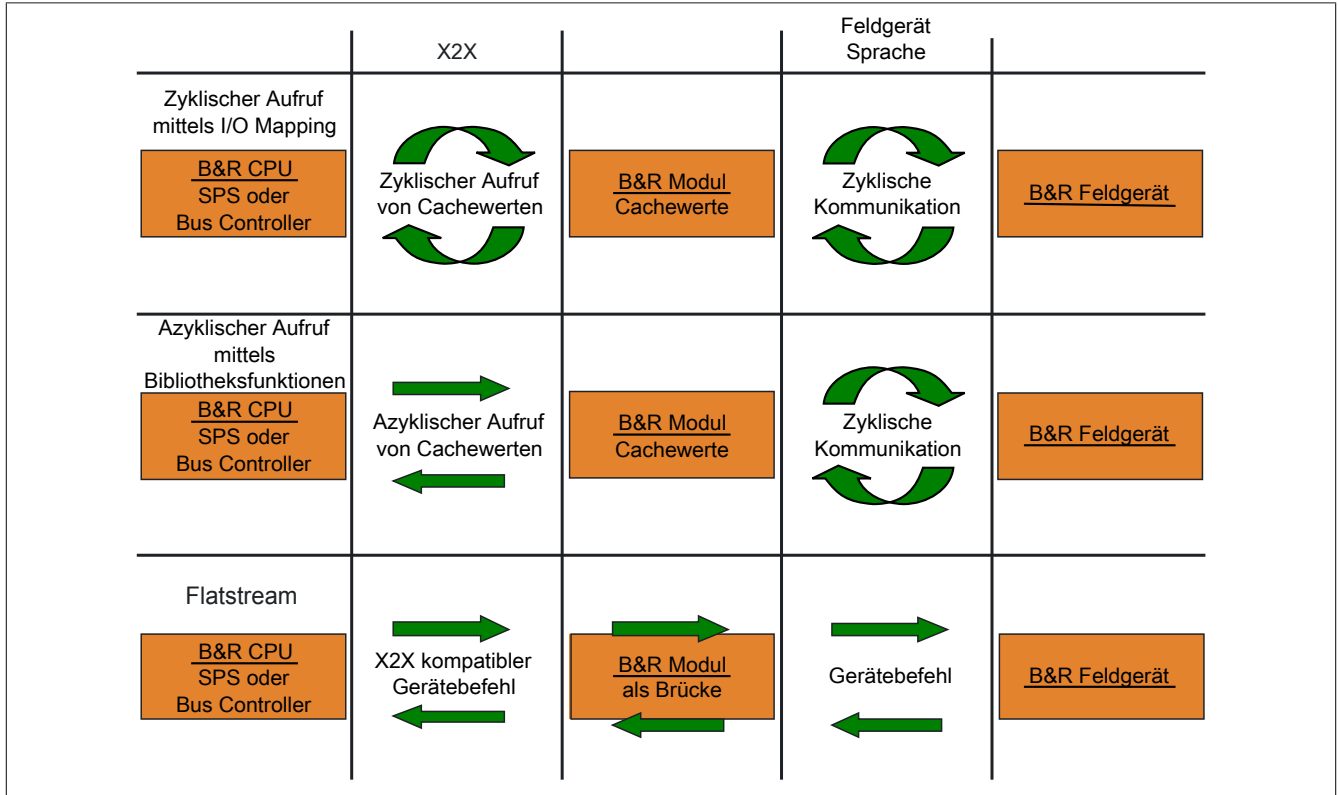 X2X
Feldgerät
Sprache
Zyklischer Aufruf
mittels I/O Mapping
B&R CPU
SPS oder
Bus Controller
Zyklischer Aufruf
von Cachewerten
B&R Modul
Cachewerte
Zyklische
Kommunikation
B&R Feldgerät
Azyklischer Aufruf
mittels
Bibliotheksfunktionen
B&R CPU
SPS oder
Bus Controller
Azyklischer Aufruf
von Cachewerten
B&R Modul
Cachewerte
Zyklische
Kommunikation
B&R Feldgerät
Flatstream
B&R CPU
SPS oder
Bus Controller
X2X kompatibler
Gerätebefehl
B&R Modul
als Brücke
Gerätebefehl
B&R Feldgerät